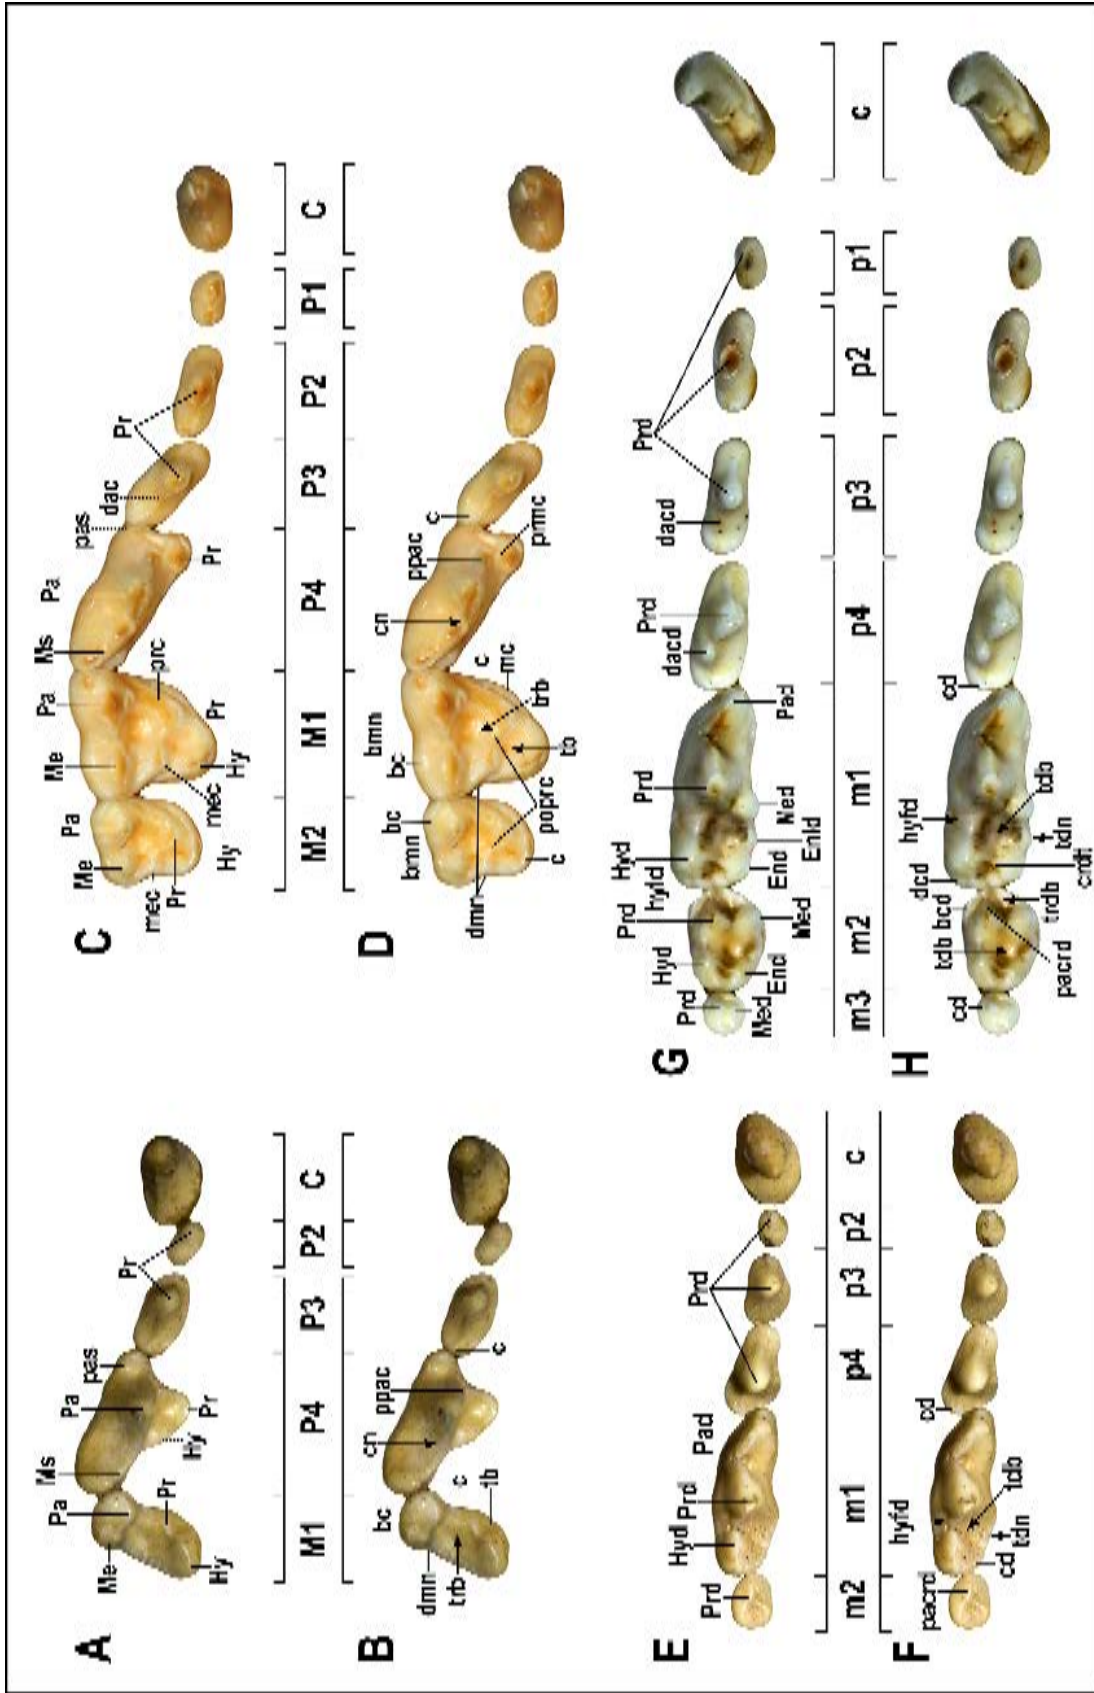 A
Me
Pa
Ms
Pa
pas
Pr
Hy
Pr
Hy
Pr
M1 P4 P3 P2 C
B
dmn
bc
trb
tb
c
cn
ppac
c
C
Me
Pa
Me
Pa
Ms
Pa
pas
dac
Pr
mec
Pr
Hy
mec
Hy
Pr
prc
Pr
M2 M1 P4 P3 P2 P1 C
D
bmn
bc
bc
bmn
cn
ppac
c
dmn
c
poprc
tb
trb
mc
c
prmc
E
Prd
Hyd
Prd
Pad
Prd
m2 m1 p4 p3 p2 c
F
pacrd
hyfd
cd
cd
tdn
tdb
G
Prd
Med
Hyd
End
Prd
Med
hyld
Hyd
Prd
End
Enld
Ned
Pad
dacd
Prd
dacd
Prd
m3 m2 m1 p4 p3 p2 p1 c
H
cd
tdb
bcd
dcd
hyfd
cd
pacrd
trdb
crdt
tdn
tdb